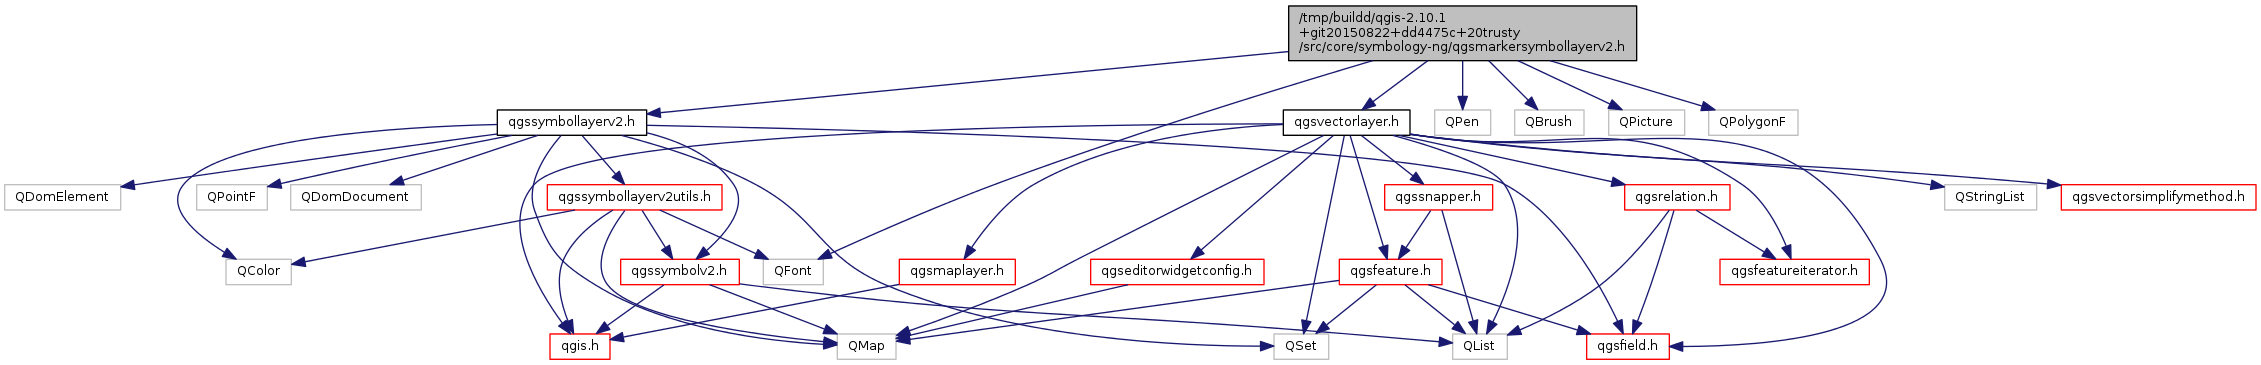 /tmp/buildd/qgis-2.10.1
+git20150822+dd4475c+20trusty
/src/core/symbology-ng/qgsmarkersymbollayerv2.h
qgssymbollayerv2.h
qgsvectorlayer.h
QPen
QBrush
QPicture
QPolygonF
QDomElement
QPointF
QDomDocument
qgssymbollayerv2utils.h
qgssnapper.h
qgsrelation.h
QStringList
qgsvectorsimplifymethod.h
QColor
qgssymbolv2.h
QFont
qgsmaplayer.h
qgseditorwidgetconfig.h
qgsfeature.h
qgsfeatureiterator.h
qgis.h
QMap
QSet
QList
qgsfield.h